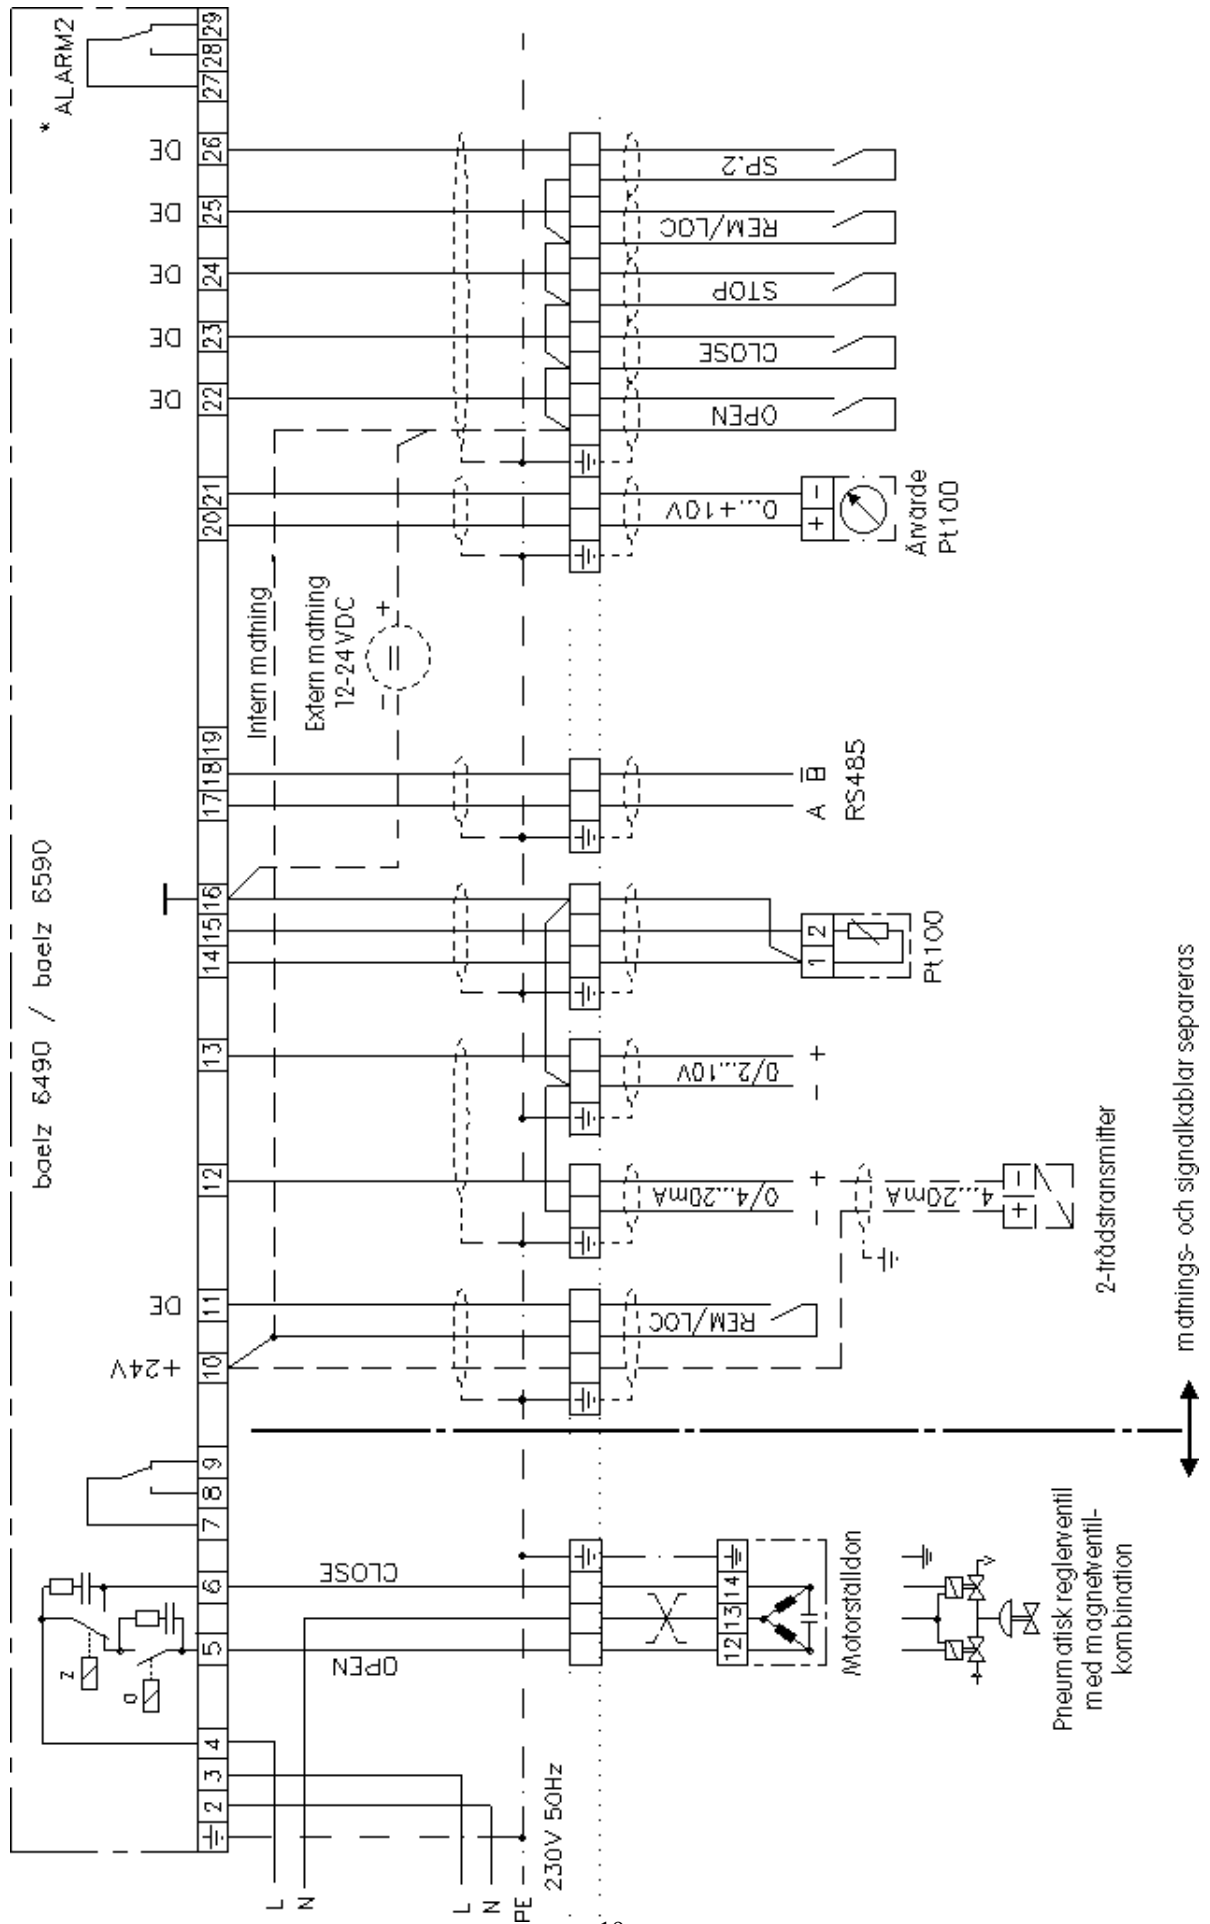 baelz 6490 / baelz 6590
* ALARM2
2 3 4 5 6 7 8 9 10 11 12 13 14 15 16 17 18 19 20 21 22 23 24 25 26 27 28 29
+24V
DE
DE
DE
DE
DE
DE
Z
O
OPEN
CLOSE
Intern matning
Extern matning
12-24VDC
- +
L
N
L
N
PE
230V 50Hz
REM/LOC
0/4...20mA
- +
0/2...10V
- +
4...20mA
+ -
2-trådstransmitter
1 2
Pt100
A B
RS485
0...+10V
+ -
Ärvärde
Pt100
OPEN
CLOSE
STOP
REM/LOC
SP.2
12 13 14
Motorställdon
Pneumatisk reglerventil
med magnetventil-
kombination
matnings- och signalkablar separeras